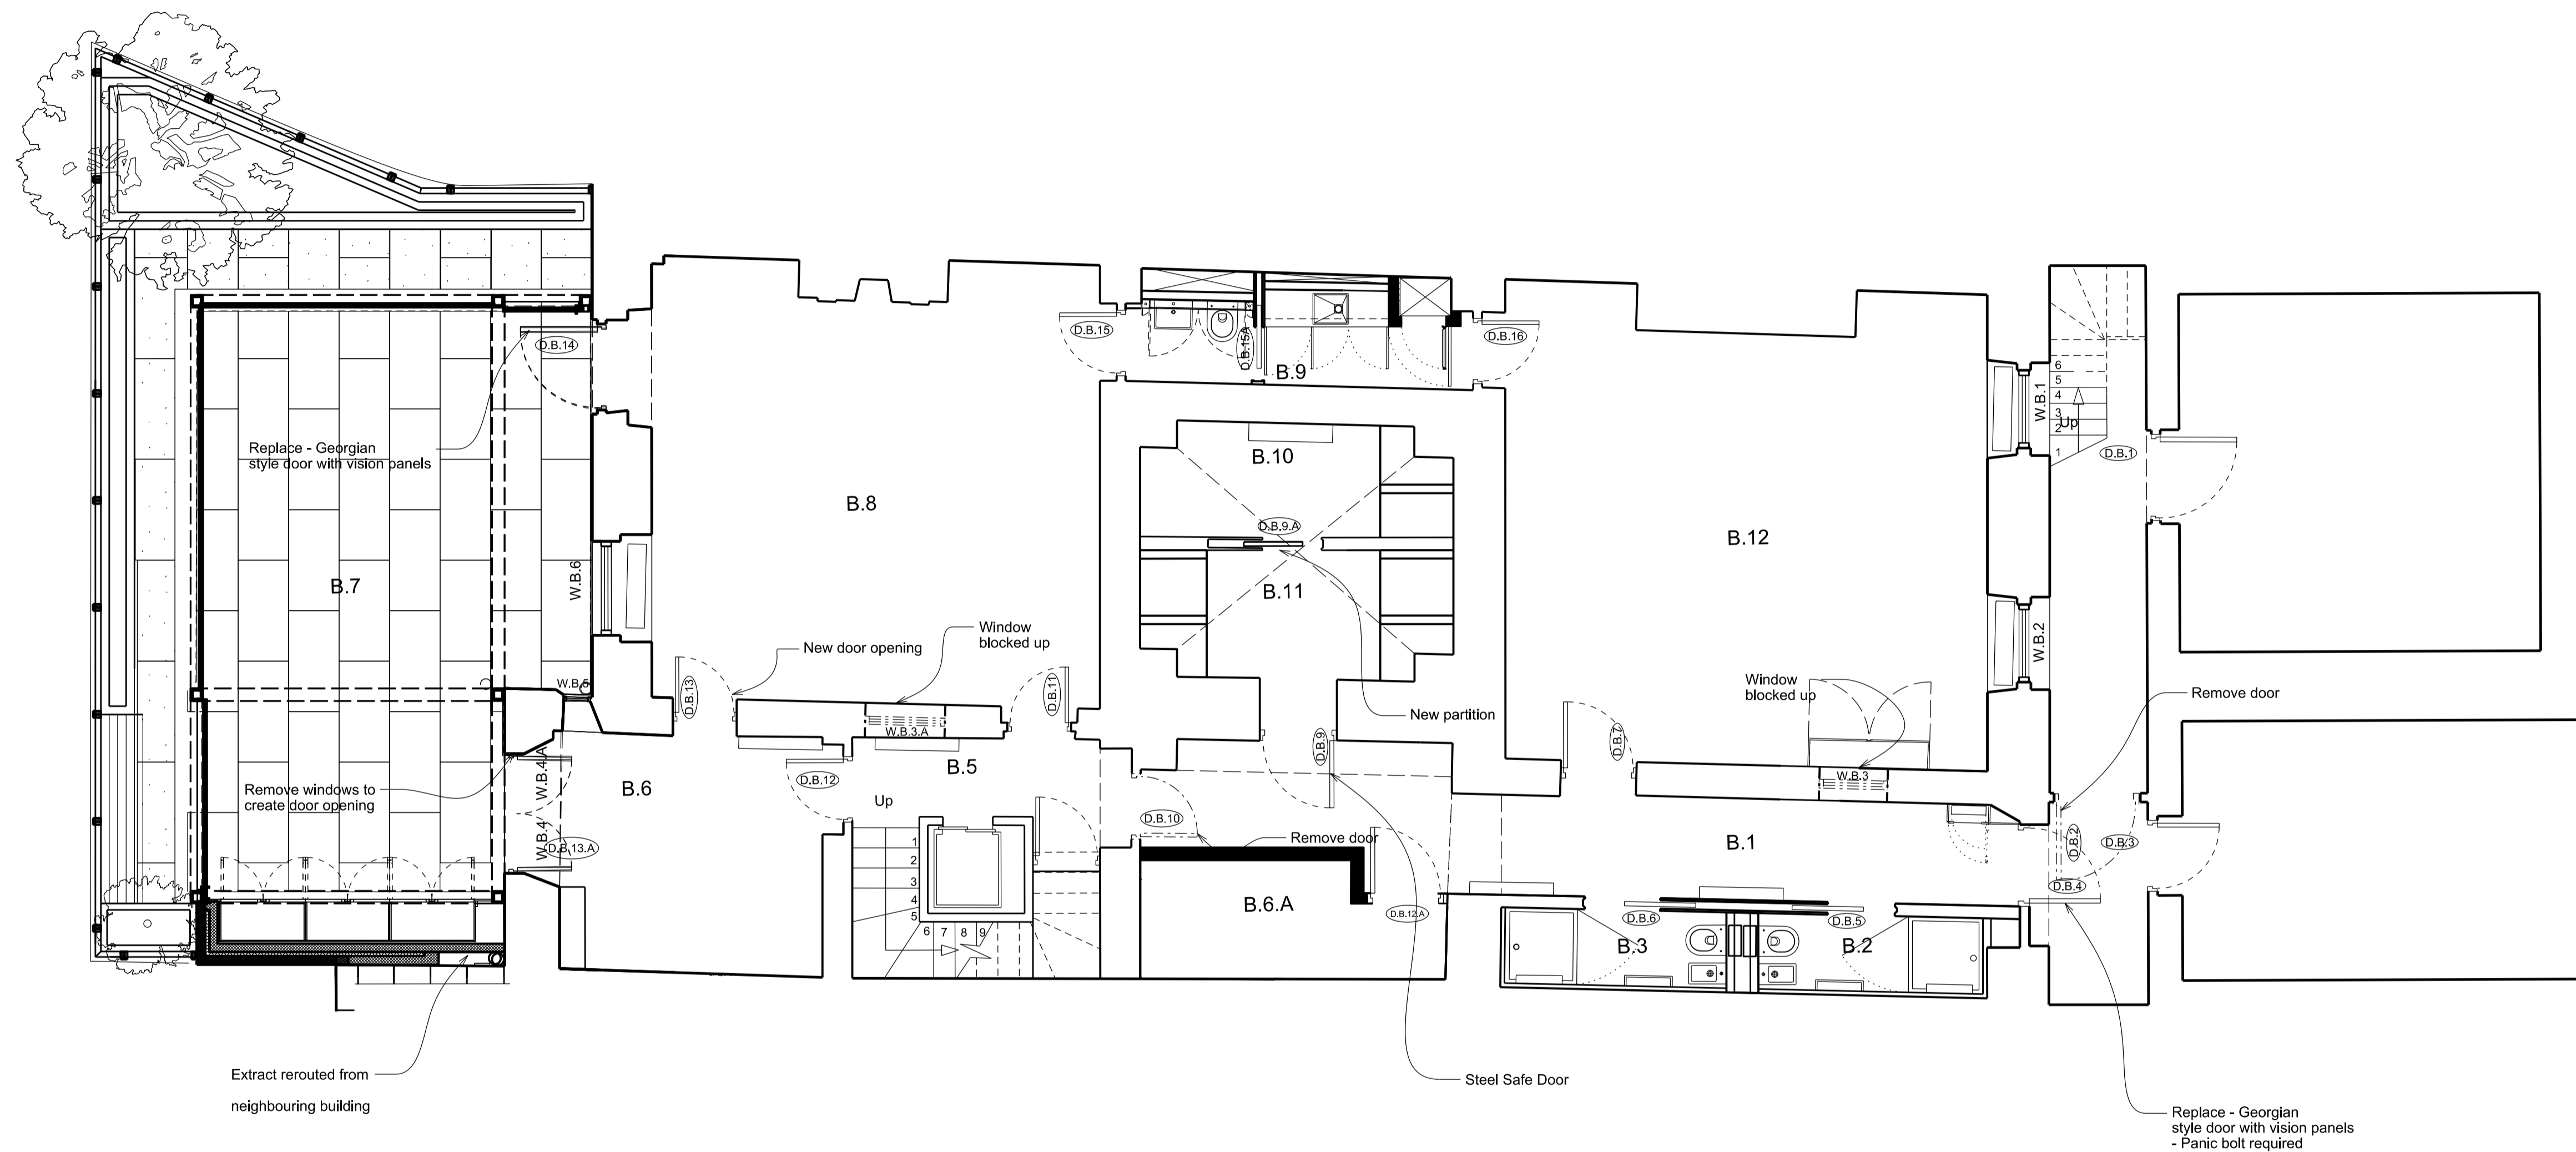 D.B.14
D.B.15
D.B.15A
D.B.16
B.9
W.B.1
6
5
4
3
2
1
Up
D.B.1
Replace - Georgian
style door with vision panels
B.10
B.8
D.B.9.A
B.12
B.11
B.7
W.B.6
Window
blocked up
New door opening
W.B.2
W.B.5
D.B.13
D.B.11
Window
blocked up
Remove door
New partition
W.B.3.A
D.B.9
D.B.7
B.5
W.B.3
D.B.12
B.6
W.B.4.A
Remove windows to
create door opening
Up
D.B.10
Remove door
W.B.4
D.B.13.A
1
2
3
4
5
6
7
8
9
B.1
D.B.2
D.B.3
D.B.4
B.6.A
D.B.12.A
D.B.6
D.B.5
B.3
B.2
Extract rerouted from
neighbouring building
Steel Safe Door
Replace - Georgian
style door with vision panels
- Panic bolt required